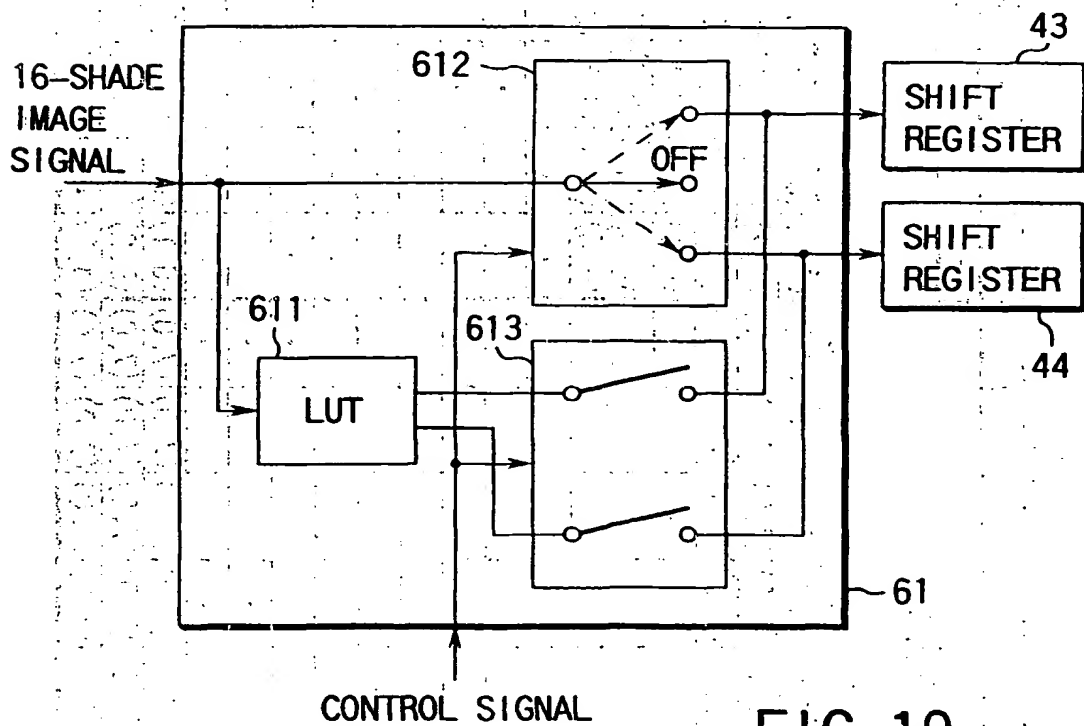 16-SHADE
IMAGE
SIGNAL
612
OFF
43
SHIFT
REGISTER
SHIFT
REGISTER
44
611
LUT
613
61
CONTROL SIGNAL